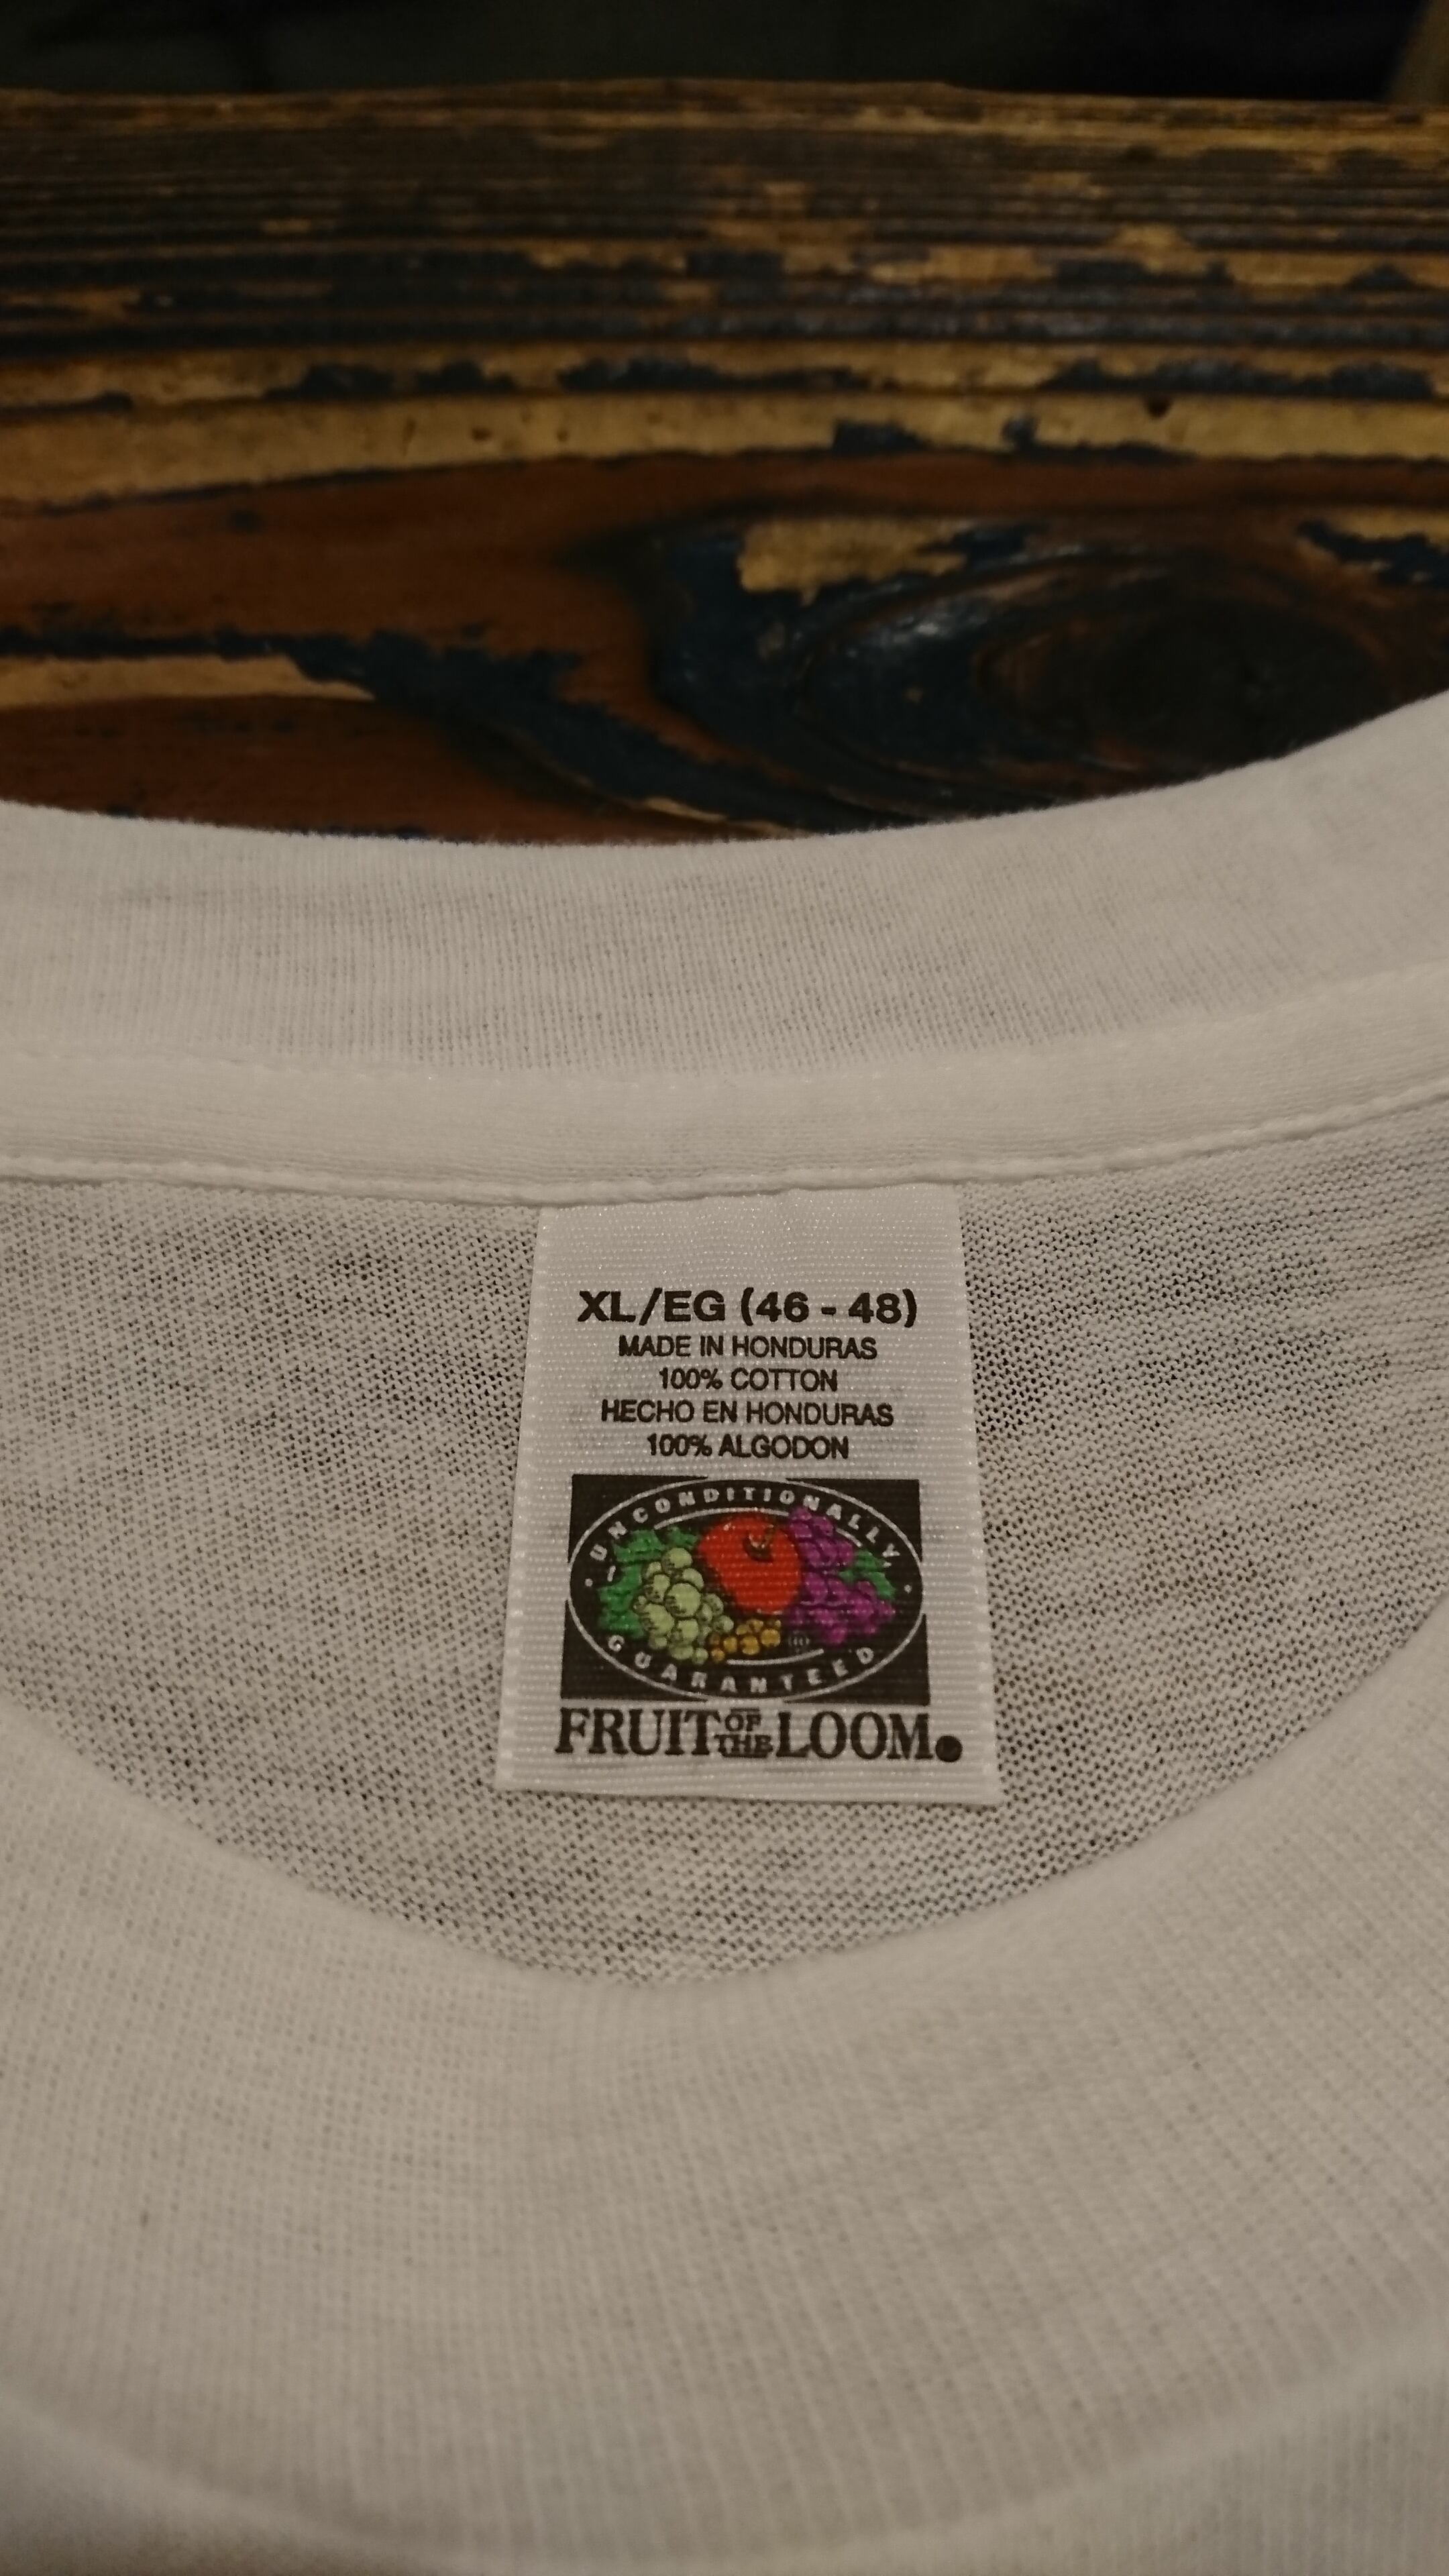 XL/EG (46 - 48)
MADE IN HONDURAS
100% COTTON
HECHO EN HONDURAS
100% ALGODON
UNCONDITIONALLY
GUARANTEED
®
FRUIT OF THE LOOM.